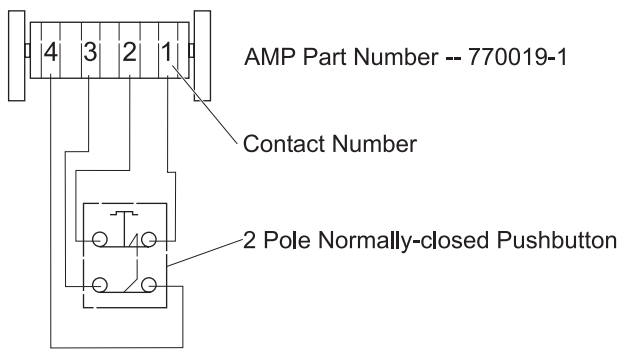 4 3 2 1
AMP Part Number -- 770019-1
Contact Number
2 Pole Normally-closed Pushbutton